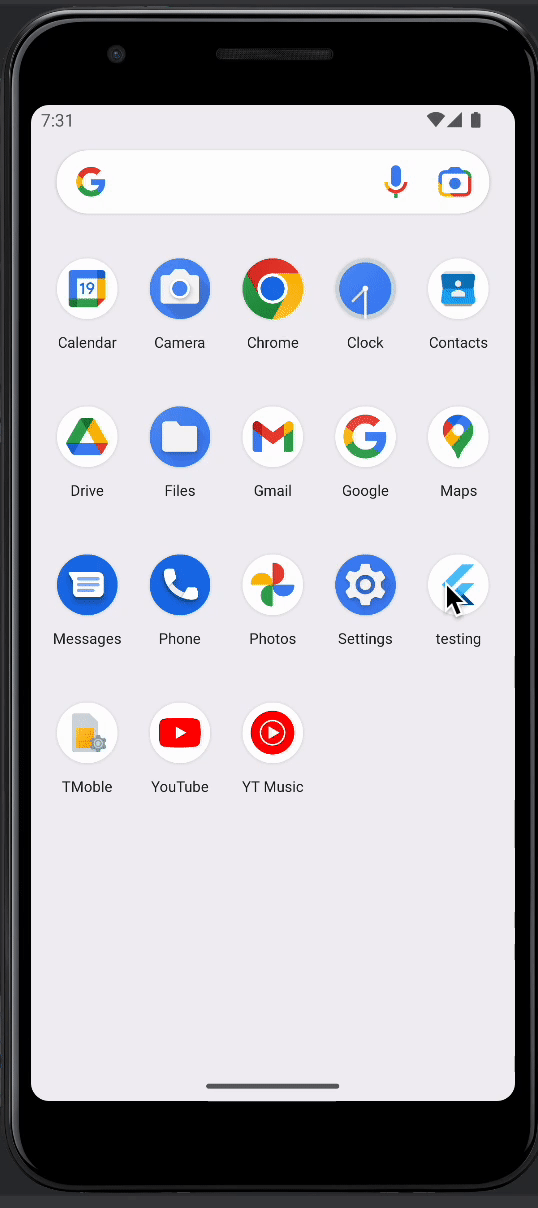 7:31
19
Calendar Camera Chrome Clock Contacts
Drive Files Gmail Google Maps
Messages Phone Photos Settings testing
TMoble YouTube YT Music